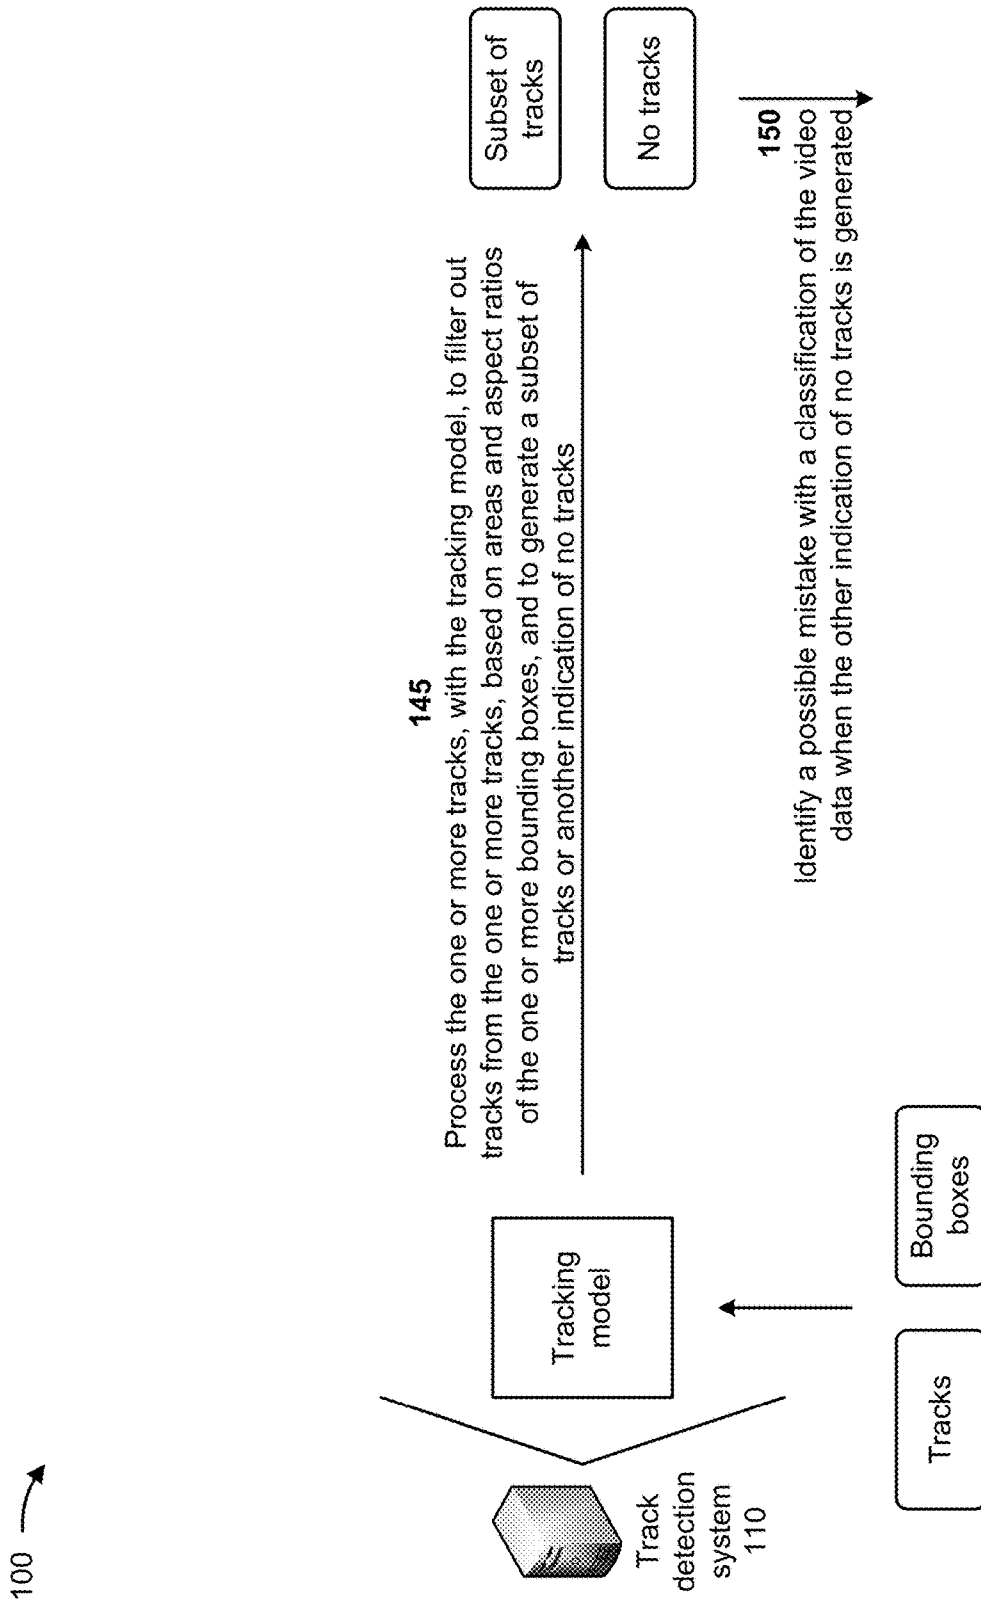 100
145
Process the one or more tracks, with the tracking model, to filter out
tracks from the one or more tracks, based on areas and aspect ratios
of the one or more bounding boxes, and to generate a subset of
tracks or another indication of no tracks
Subset of
tracks
No tracks
Tracking
model
Track
detection
system
110
150
Identify a possible mistake with a classification of the video
data when the other indication of no tracks is generated
Tracks
Bounding
boxes